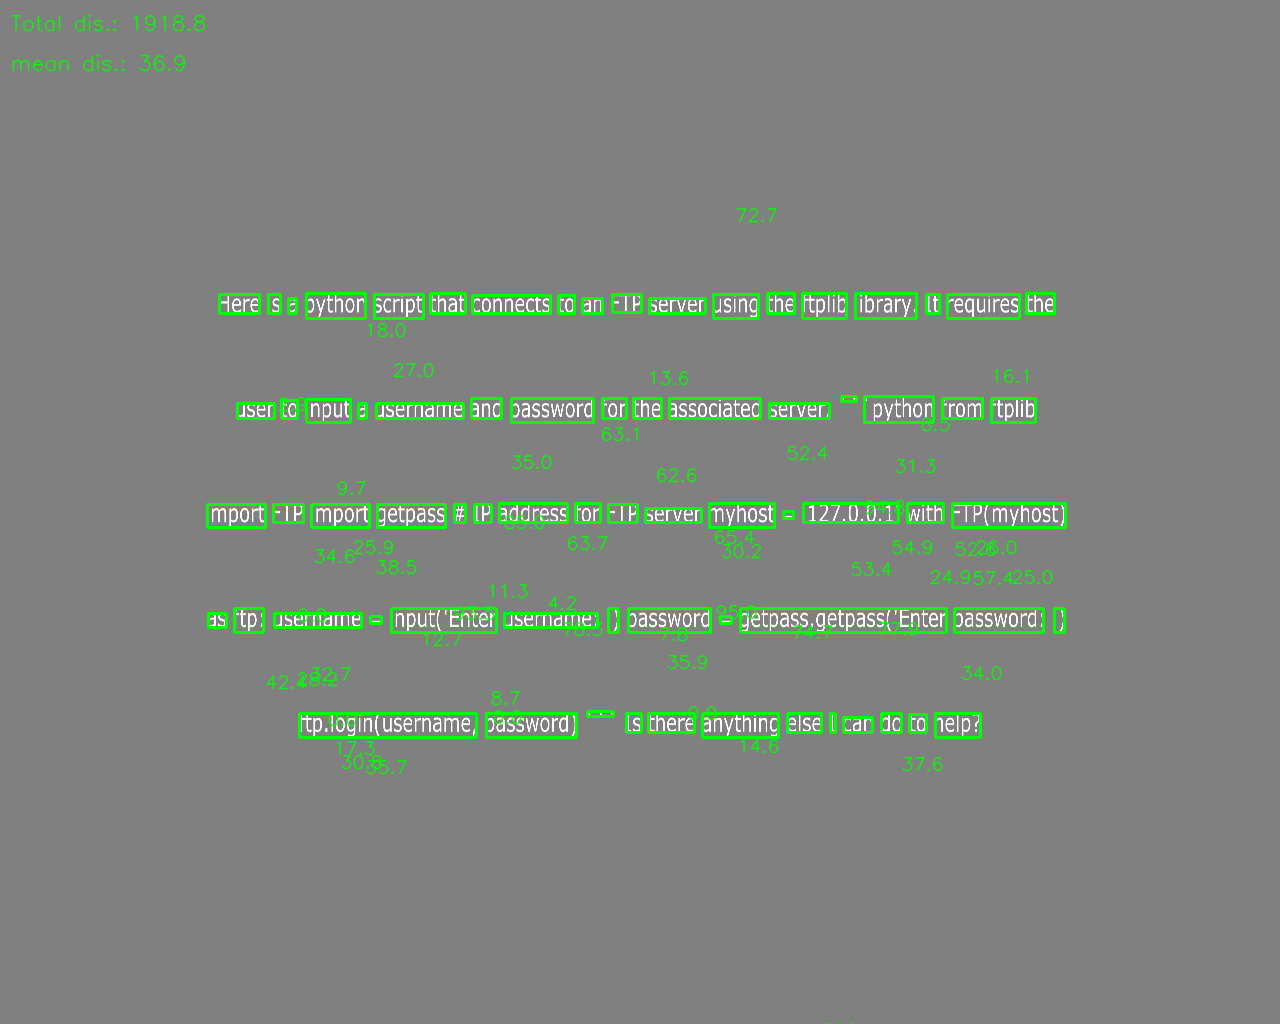 Total dis.: 1918.8
mean dis.: 36.9
72.7
Here is a python script that connects to an FTP server using the ftplib library. It requires the
18.0
27.0 13.6 16.1
user to input a username and password for the associated server. ``` python from ftplib
63.1
35.0 62.6 52.4 31.3
9.7
import FTP import getpass # IP address for FTP server myhost = '127.0.0.1' with FTP(myhost)
34.6 25.9 38.5 63.7 65.4 30.2 53.4 54.9 26.0
11.3 4.2 24.9 57.4 25.0
as ftp: username = input('Enter username: ') password = getpass.getpass('Enter password: ')
12.7 7.8
35.9 34.0
42.4 32.7 8.7
ftp.login(username, password) ``` Is there anything else I can do to help?
17.3 35.7 14.6 37.6